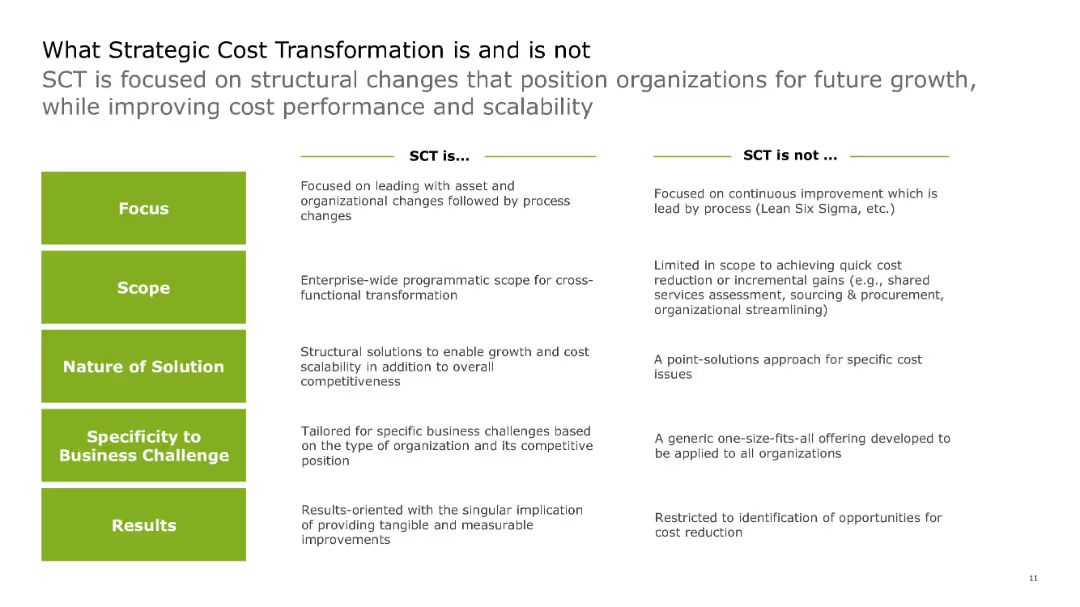 What Strategic Cost Transformation is and is not
SCT is focused on structural changes that position organizations for future growth,
while improving cost performance and scalability
SCT is...
SCT is not ...
Focus
Focused on leading with asset and
organizational changes followed by process
changes
Focused on continuous improvement which is
lead by process (Lean Six Sigma, etc.)
Scope
Enterprise-wide programmatic scope for cross-
functional transformation
Limited in scope to achieving quick cost
reduction or incremental gains (e.g., shared
services assessment, sourcing & procurement,
organizational streamlining)
Nature of Solution
Structural solutions to enable growth and cost
scalability in addition to overall
competitiveness
A point-solutions approach for specific cost
issues
Specificity to
Business Challenge
Tailored for specific business challenges based
on the type of organization and its competitive
position
A generic one-size-fits-all offering developed to
be applied to all organizations
Results
Results-oriented with the singular implication
of providing tangible and measurable
improvements
Restricted to identification of opportunities for
cost reduction
11